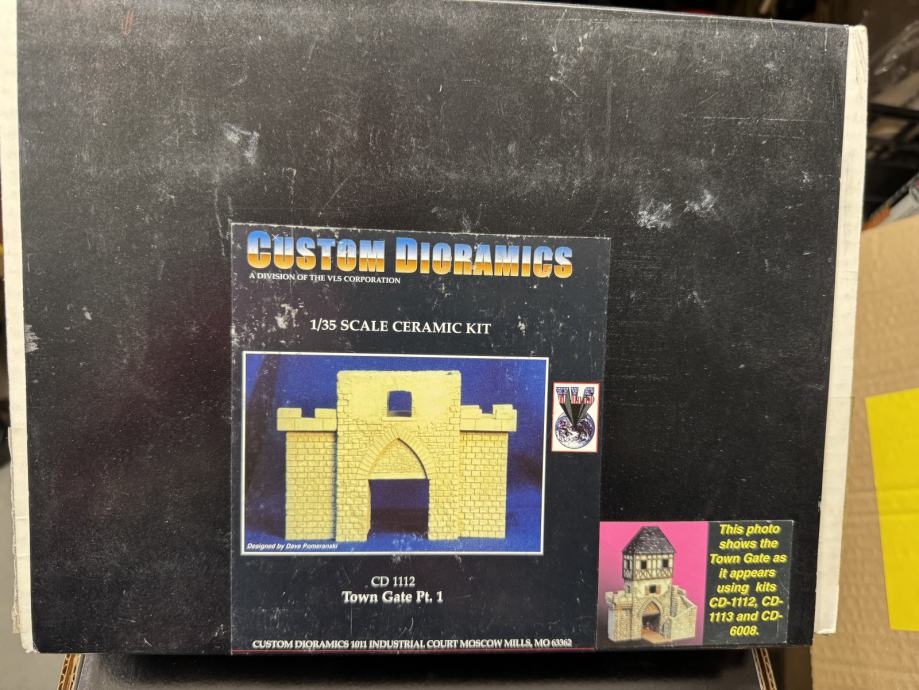 CUSTOM DIORAMICS
A DIVISION OF THE VLS CORPORATION
1/35 SCALE CERAMIC KIT
VLS
Designed by Dave Pomeranski
CD 1112
Town Gate Pt. 1
CUSTOM DIORAMICS 1011 INDUSTRIAL COURT MOSCOW MILLS, MO 63362
This photo
shows the
Town Gate as
it appears
using kits
CD-1112, CD-
1113 and CD-
6008.